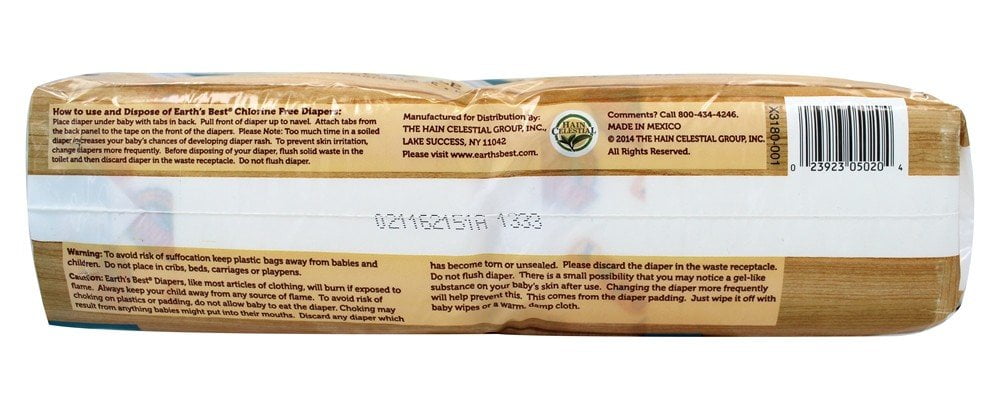 How to use and Dispose of Earth's Best® Chlorine Free Diapers:
Place diaper under baby with tabs in back. Pull front of diaper up to navel. Attach tabs from
the back panel to the tape on the front of the diapers. Please Note: Too much time in a soiled
diaper increases your baby's chances of developing diaper rash. To prevent skin irritation,
change diapers more frequently. Before disposing of your diaper, flush solid waste in the
toilet and then discard diaper in the waste receptacle. Do not flush diaper.
Manufactured for Distribution By:
THE HAIN CELESTIAL GROUP, INC.,
LAKE SUCCESS, NY 11042
Please visit www.earthsbest.com.
HAIN
CELESTIAL
Comments? Call 800-434-4246.
MADE IN MEXICO
© 2014 THE HAIN CELESTIAL GROUP, INC.
All Rights Reserved.
X3180-001
0 23923 05020 4
021162151A 1333
Warning: To avoid risk of suffocation keep plastic bags away from babies and
children. Do not place in cribs, beds, carriages or playpens.
Caution: Earth's Best® Diapers, like most articles of clothing, will burn if exposed to
flame. Always keep your child away from any source of flame. To avoid risk of
choking on plastics or padding, do not allow baby to eat the diaper. Choking may
result from anything babies might put into their mouths. Discard any diaper which
has become torn or unsealed. Please discard the diaper in the waste receptacle.
Do not flush diaper. There is a small possibility that you may notice a gel-like
substance on your baby's skin after use. Changing the diaper more frequently
will help prevent this. This comes from the diaper padding. Just wipe it off with
baby wipes or a warm, damp cloth.